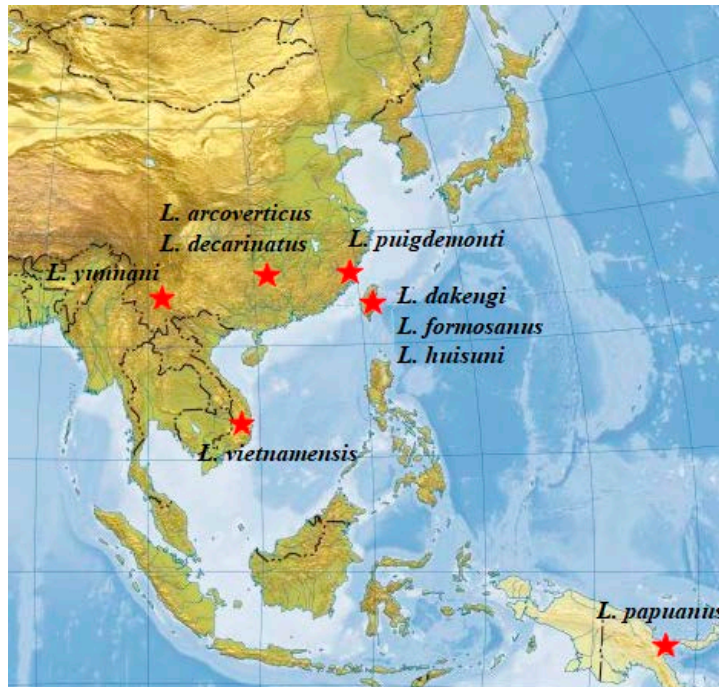 L. arcoverticus
L. decarinatus
L. puigdemonti
L. yunnani
L. dakengi
L. formosanus
L. huisuni
L. vietnamensis
L. papuanus